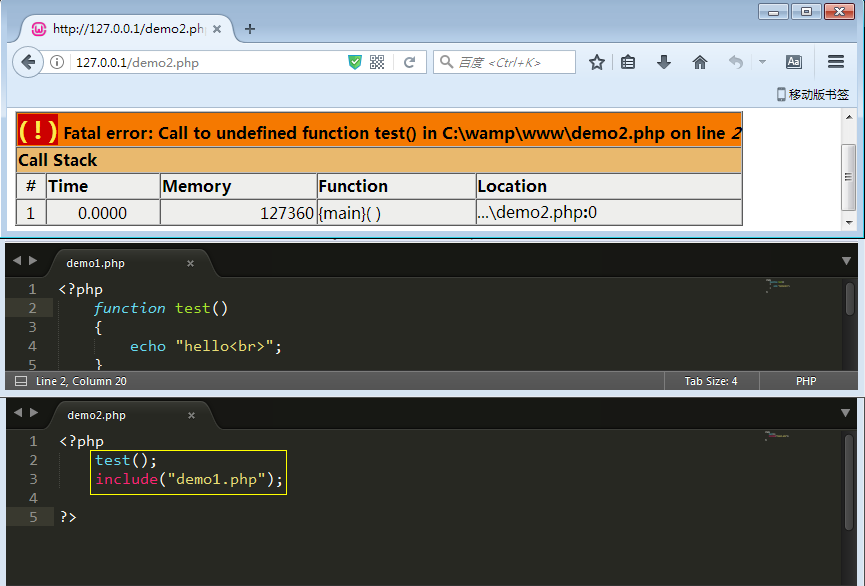 http://127.0.0.1/demo2.ph
127.0.0.1/demo2.php
百度 <Ctrl+K>
Aa
移动版书签
( ! ) Fatal error: Call to undefined function test() in C:\wamp\www\demo2.php on line 2
Call Stack
# Time Memory Function Location
1 0.0000 127360 {main}( ) ...\demo2.php:0
demo1.php
1 <?php
2 function test()
3 {
4 echo "hello<br>";
5 }
Line 2, Column 20 Tab Size: 4 PHP
demo2.php
1 <?php
2 test();
3 include("demo1.php");
4
5 ?>